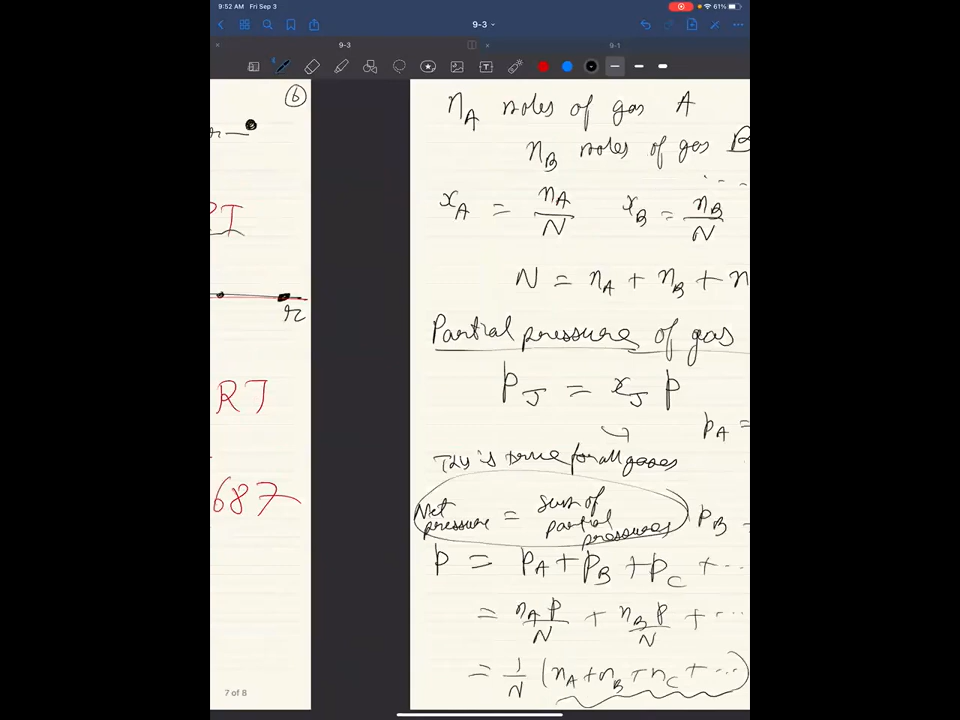 9:52 AM Fri Sep 3
61%
9-3
9-3
9-1
6
r
RT
r
RT
687
7 of 8
n_A moles of gas A
n_B moles of gas B
....
x_A = n_A/N x_B = n_B/N
N = n_A + n_B + n
Partial pressure of gas
p_J = x_J p
p_A =
This is true for all gases
Net pressure = sum of partial pressures
p_B
p = p_A + p_B + p_C + ...
= n_A p/N + n_B p/N + ...
= 1/N (n_A + n_B + n_C + ...)